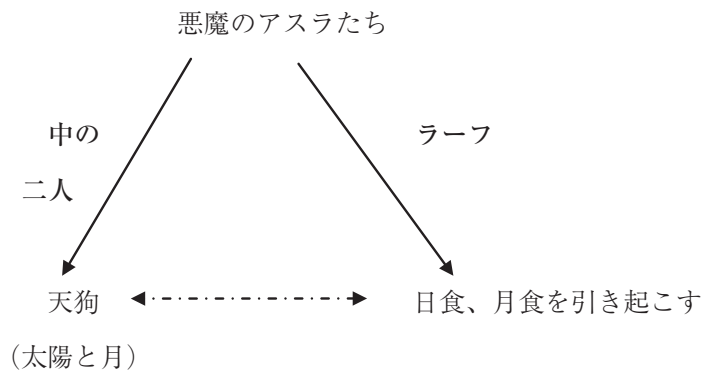 悪魔のアスラたち
中の
二人
ラーフ
天狗
(太陽と月)
日食、月食を引き起こす